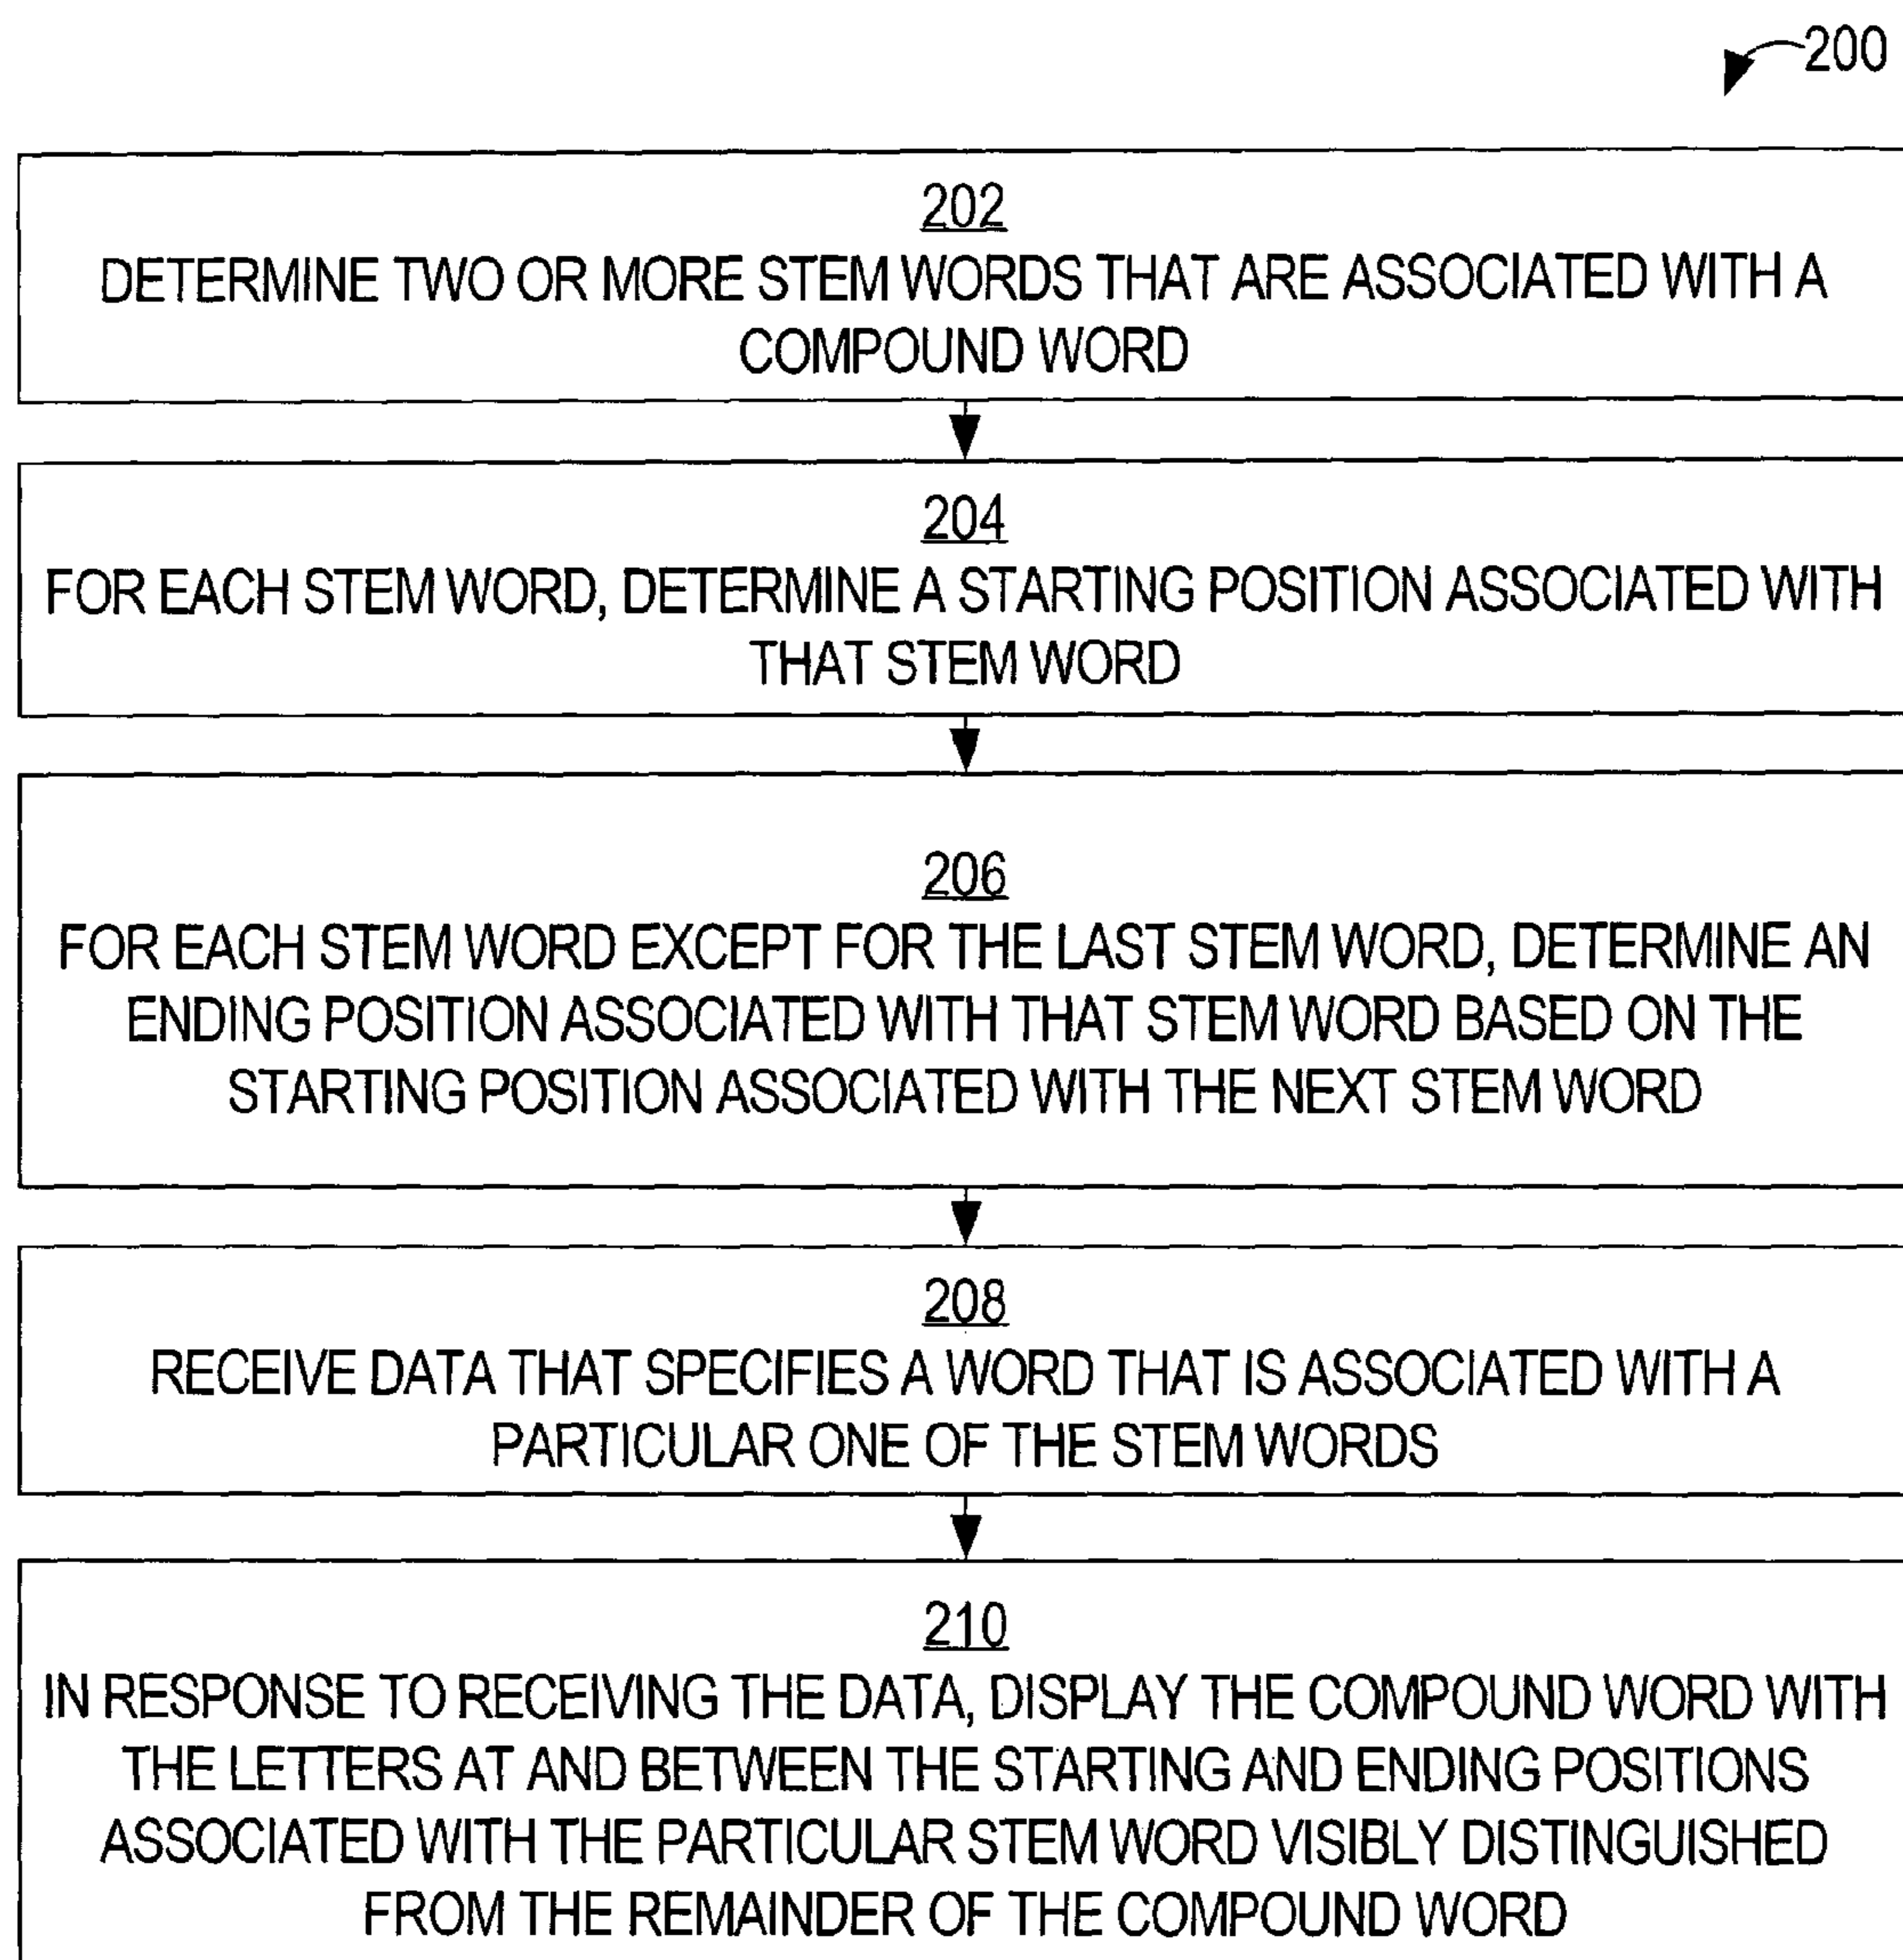 200
202
DETERMINE TWO OR MORE STEM WORDS THAT ARE ASSOCIATED WITH A
COMPOUND WORD
204
FOR EACH STEM WORD, DETERMINE A STARTING POSITION ASSOCIATED WITH
THAT STEM WORD
206
FOR EACH STEM WORD EXCEPT FOR THE LAST STEM WORD, DETERMINE AN
ENDING POSITION ASSOCIATED WITH THAT STEM WORD BASED ON THE
STARTING POSITION ASSOCIATED WITH THE NEXT STEM WORD
208
RECEIVE DATA THAT SPECIFIES A WORD THAT IS ASSOCIATED WITH A
PARTICULAR ONE OF THE STEM WORDS
210
IN RESPONSE TO RECEIVING THE DATA, DISPLAY THE COMPOUND WORD WITH
THE LETTERS AT AND BETWEEN THE STARTING AND ENDING POSITIONS
ASSOCIATED WITH THE PARTICULAR STEM WORD VISIBLY DISTINGUISHED
FROM THE REMAINDER OF THE COMPOUND WORD